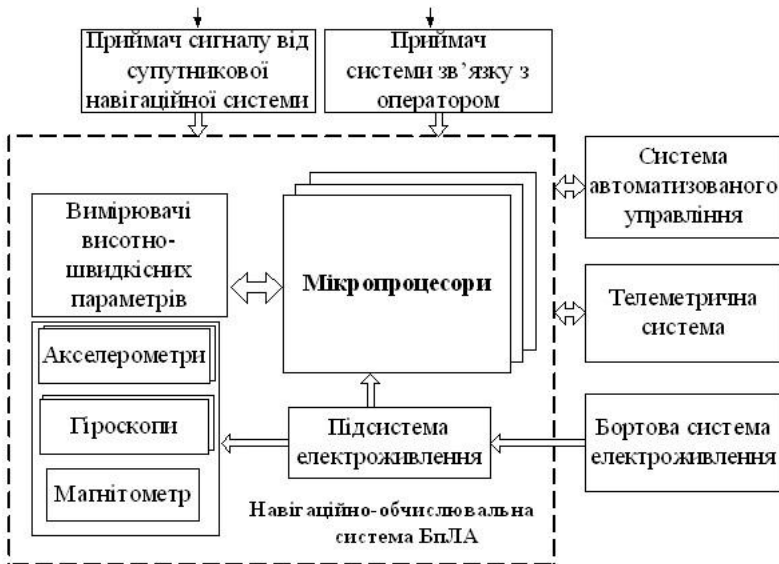 Приймач сигналу від
супутникової
навігаційної системи
Приймач
системи зв’язку з
оператором
Система
автоматизованого
управління
Вимірювачі
висотно-
швидкісних
параметрів
Мікропроцесори
Телеметрична
система
Акселерометри
Гіроскопи
Магнітометр
Підсистема
електроживлення
Бортова система
електроживлення
Навігаційно-обчислювальна
система БпЛА